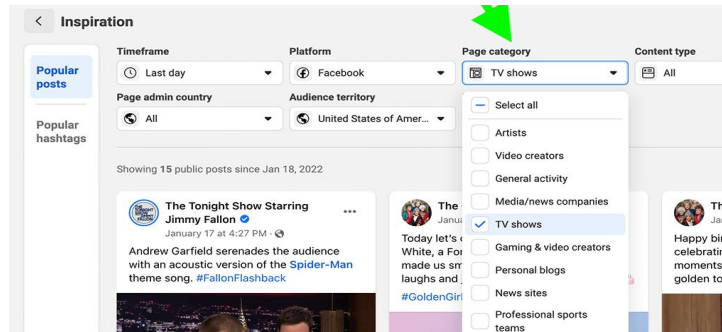 Inspiration
Timeframe
Platform
Page category
Content type
Last day
Facebook
TV shows
All
Page admin country
Audience territory
All
United States of Amer...
Popular
posts
Popular
hashtags
Select all
Artists
Video creators
General activity
Media/news companies
TV shows
Gaming & video creators
Personal blogs
News sites
Professional sports
teams
Showing 15 public posts since Jan 18, 2022
The Tonight Show Starring
Jimmy Fallon
January 17 at 4:27 PM ·
Andrew Garfield serenades the audience
with an acoustic version of the Spider-Man
theme song. #FallonFlashback
The
Janua
Today let's
White, a For
made us sm
laughs and
#GoldenGirl
Th
Ja
Happy bir
celebratin
moments
golden to